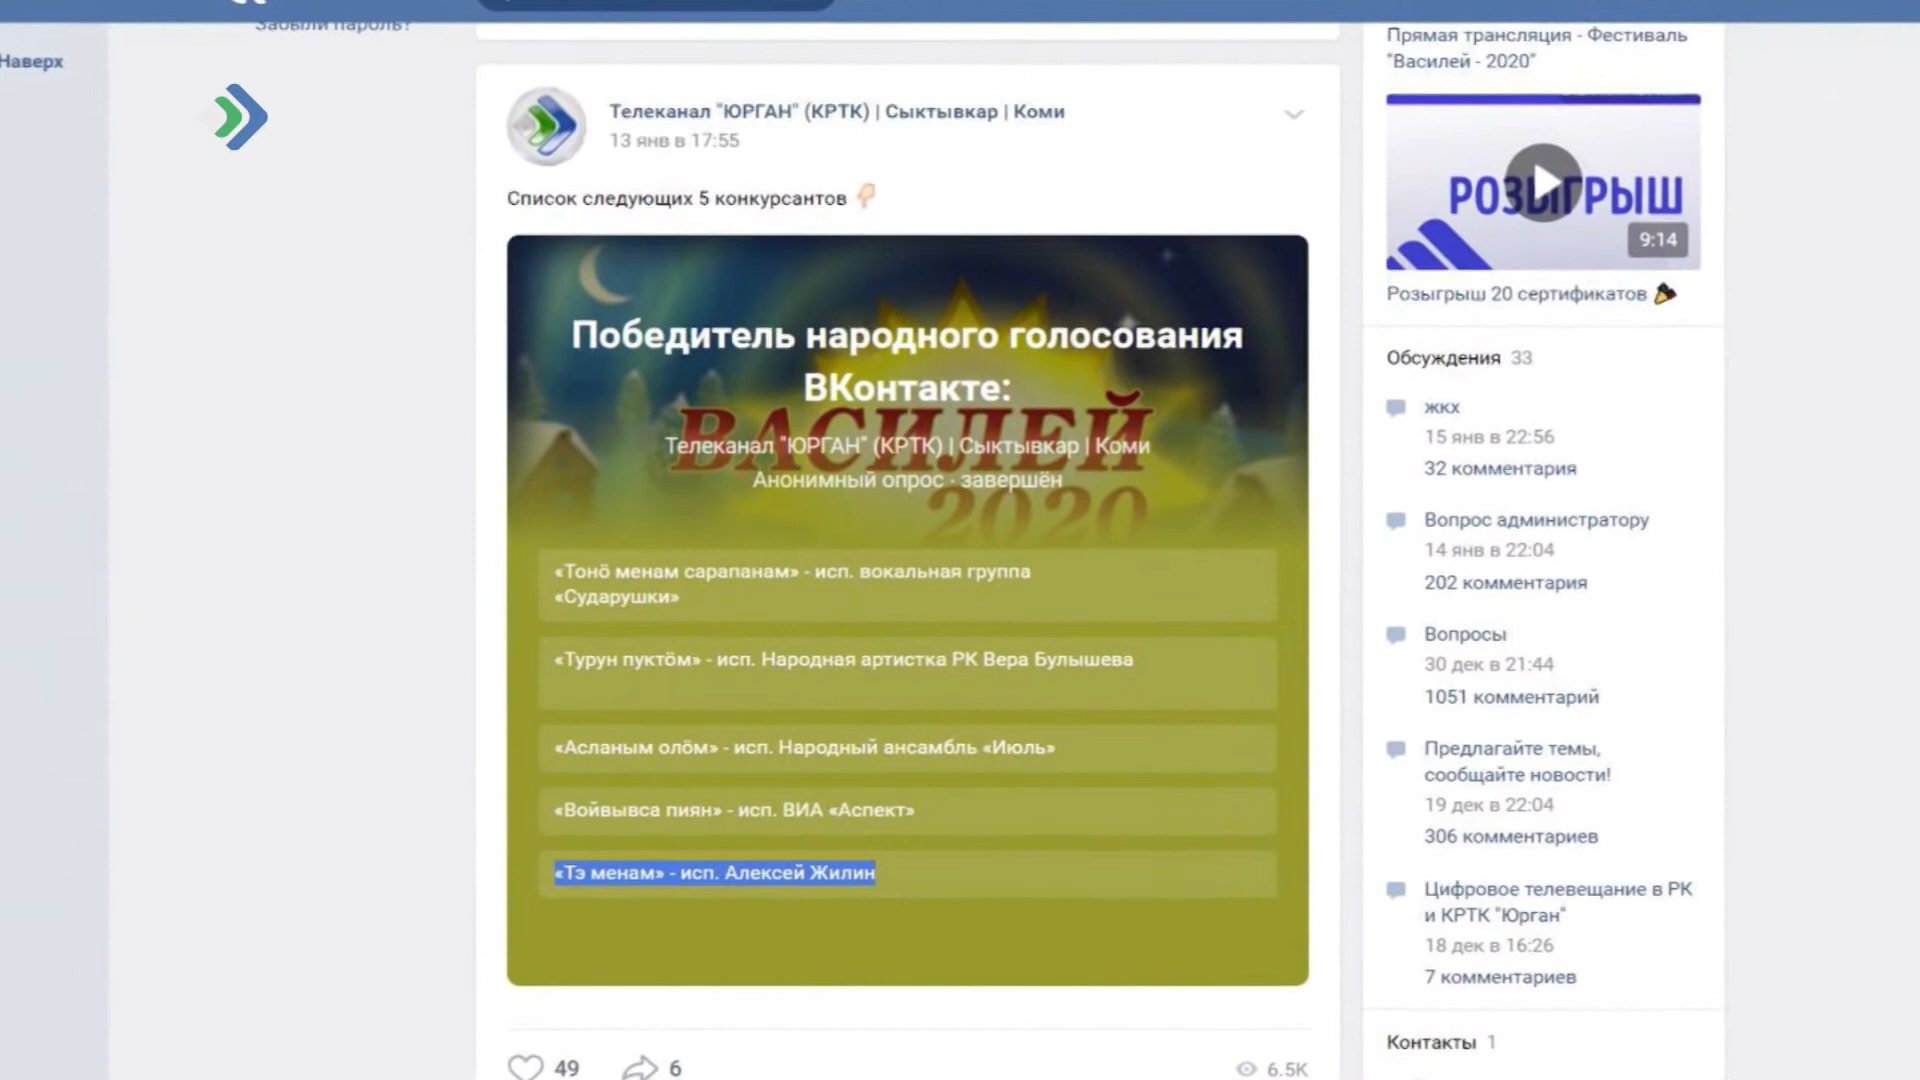 Забыли пароль?
Наверх
Телеканал "ЮРГАН" (КРТК) | Сыктывкар | Коми
13 янв в 17:55
Список следующих 5 конкурсантов
Победитель народного голосования
ВКонтакте:
ВАСИЛЕЙ
Телеканал "ЮРГАН" (КРТК) | Сыктывкар | Коми
Анонимный опрос · завершён
2020
«Тонӧ менам сарапанам» - исп. вокальная группа
«Сударушки»
«Турун пуктӧм» - исп. Народная артистка РК Вера Булышева
«Асланым олӧм» - исп. Народный ансамбль «Июль»
«Войвывса пиян» - исп. ВИА «Аспект»
«Тэ менам» - исп. Алексей Жилин
49
6
6.5K
Прямая трансляция - Фестиваль
"Василей - 2020"
РОЗЫГРЫШ
9:14
Розыгрыш 20 сертификатов
Обсуждения 33
жкх
15 янв в 22:56
32 комментария
Вопрос администратору
14 янв в 22:04
202 комментария
Вопросы
30 дек в 21:44
1051 комментарий
Предлагайте темы,
сообщайте новости!
19 дек в 22:04
306 комментариев
Цифровое телевещание в РК
и КРТК "Юрган"
18 дек в 16:26
7 комментариев
Контакты 1